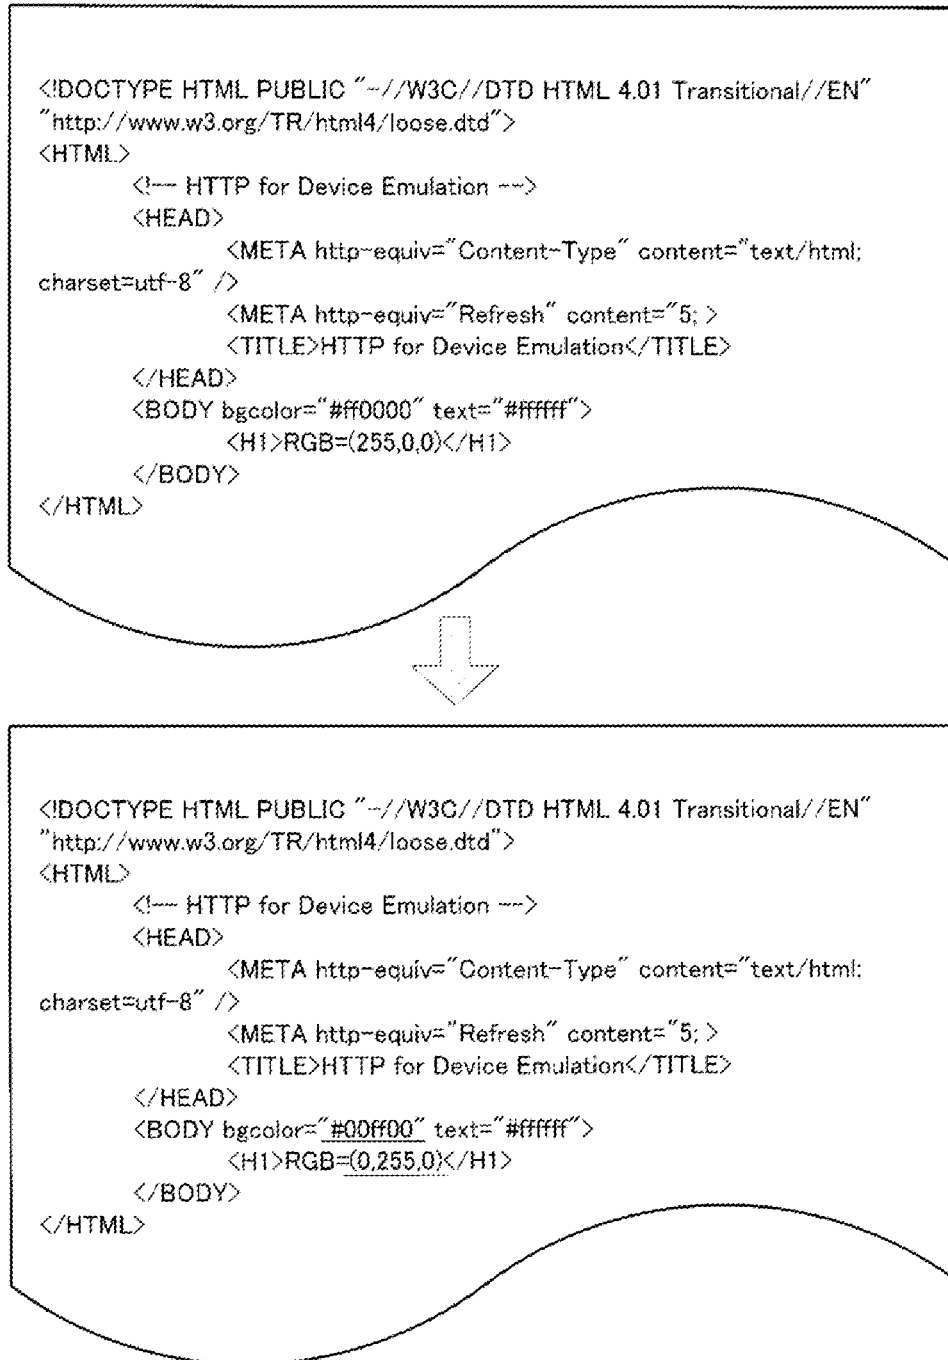 <!DOCTYPE HTML PUBLIC "-//W3C//DTD HTML 4.01 Transitional//EN"
"http://www.w3.org/TR/html4/loose.dtd">
<HTML>
<!-- HTTP for Device Emulation -->
<HEAD>
<META http-equiv="Content-Type" content="text/html;
charset=utf-8" />
<META http-equiv="Refresh" content="5; >
<TITLE>HTTP for Device Emulation</TITLE>
</HEAD>
<BODY bgcolor="#ff0000" text="#ffffff">
<H1>RGB=(255,0,0)</H1>
</BODY>
</HTML>
<!DOCTYPE HTML PUBLIC "-//W3C//DTD HTML 4.01 Transitional//EN"
"http://www.w3.org/TR/html4/loose.dtd">
<HTML>
<!-- HTTP for Device Emulation -->
<HEAD>
<META http-equiv="Content-Type" content="text/html;
charset=utf-8" />
<META http-equiv="Refresh" content="5; >
<TITLE>HTTP for Device Emulation</TITLE>
</HEAD>
<BODY bgcolor="#00ff00" text="#ffffff">
<H1>RGB=(0,255,0)</H1>
</BODY>
</HTML>